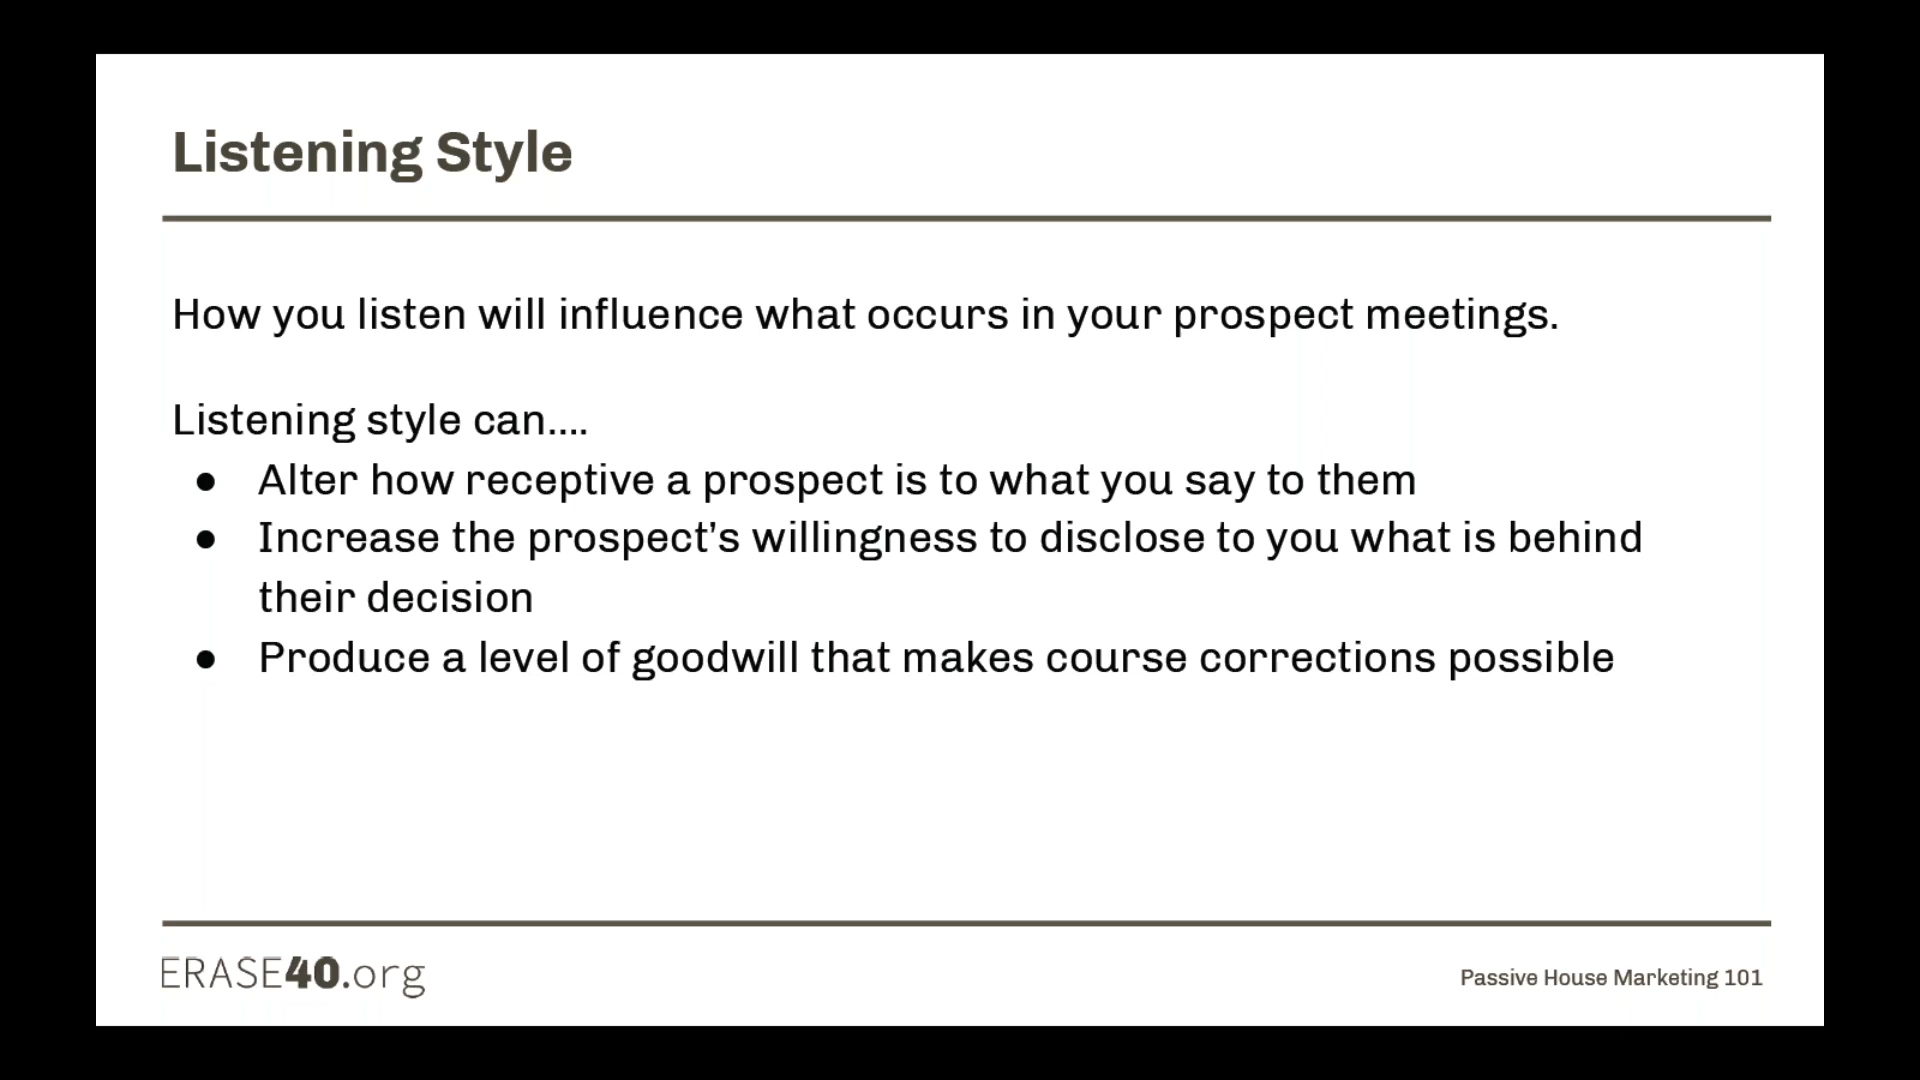 Listening Style
How you listen will influence what occurs in your prospect meetings.
Listening style can....
● Alter how receptive a prospect is to what you say to them
● Increase the prospect's willingness to disclose to you what is behind
their decision
● Produce a level of goodwill that makes course corrections possible
ERASE40.org
Passive House Marketing 101